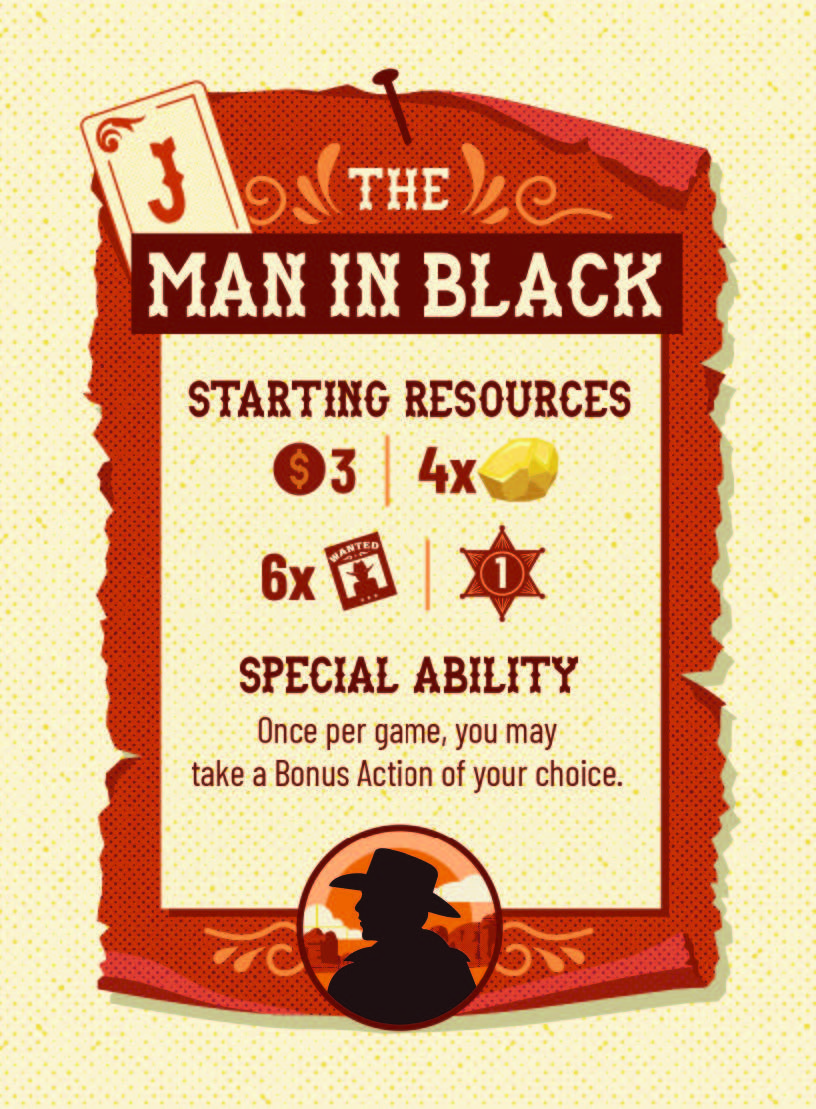 J
THE
MAN IN BLACK
STARTING RESOURCES
$3 | 4x
6x WANTED | 1
SPECIAL ABILITY
Once per game, you may
take a Bonus Action of your choice.